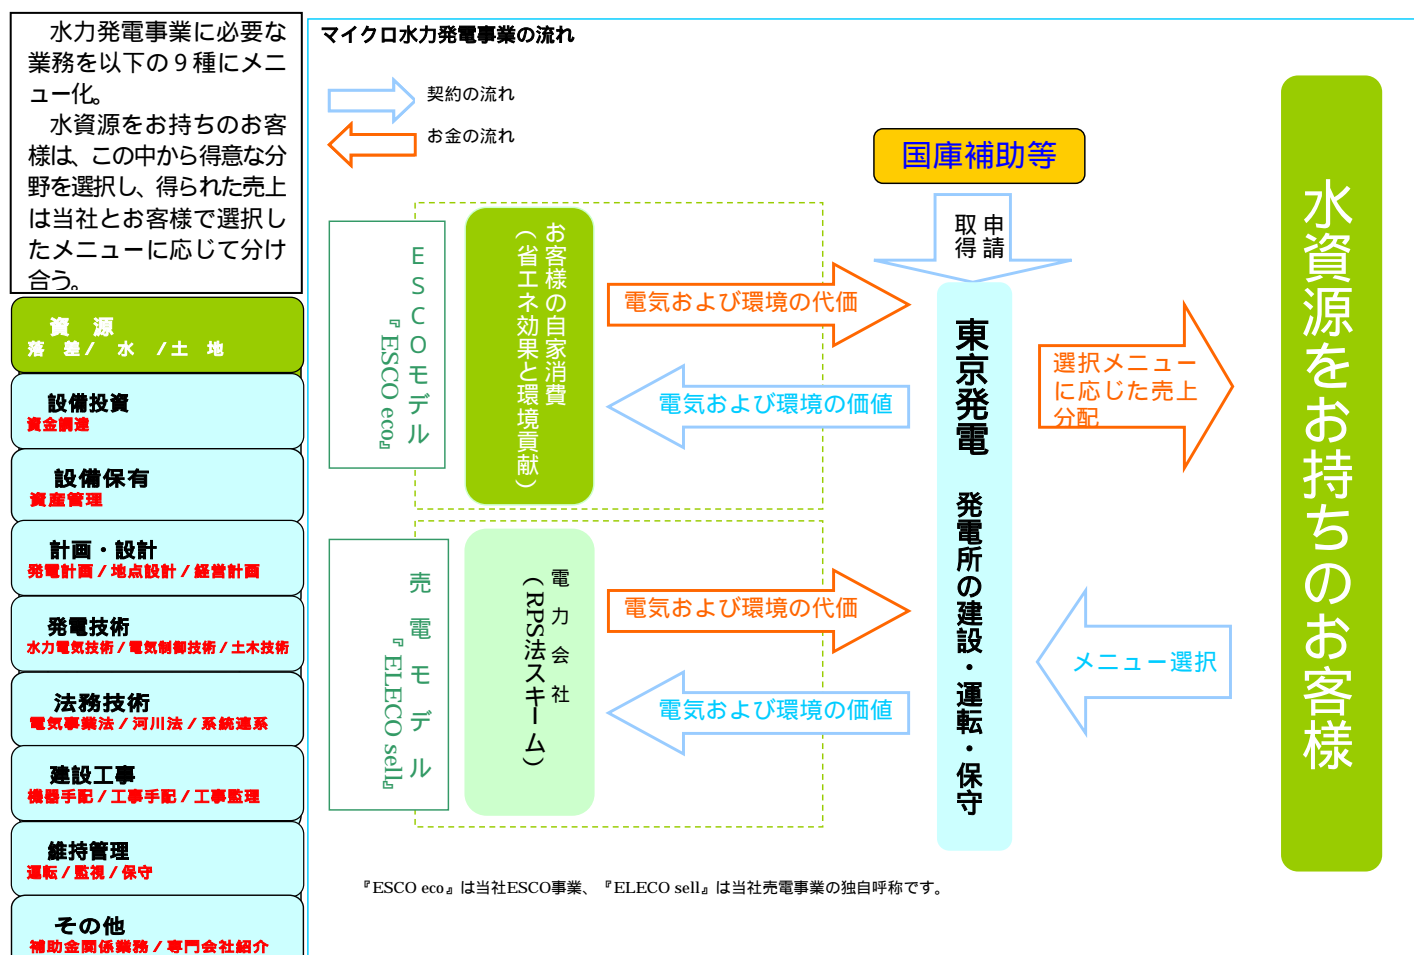 水力発電事業に必要な
業務を以下の9種にメニ
ュー化。
水資源をお持ちのお客
様は、この中から得意な分
野を選択し、得られた売上
は当社とお客様で選択し
たメニューに応じて分け
合う。
資 源
落 差/ 水 /土 地
設備投資
資金調達
設備保有
資産管理
計画・設計
発電計画/地点設計/経営計画
発電技術
水力電気技術/電気制御技術/土木技術
法務技術
電気事業法/河川法/系統連系
建設工事
機器手配/工事手配/工事監理
維持管理
運転/監視/保守
その他
補助金関係業務/専門会社紹介
マイクロ水力発電事業の流れ
契約の流れ
お金の流れ
国庫補助等
申請
取得
ESCOモデル
『ESCO eco』
お客様の自家消費
(省エネ効果と環境貢献)
電気および環境の代価
電気および環境の価値
売電モデル
『ELECO sell』
電力会社
(RPS法スキーム)
電気および環境の代価
電気および環境の価値
東京発電 発電所の建設・運転・保守
選択メニュー
に応じた売上
分配
メニュー選択
水資源をお持ちのお客様
『ESCO eco』は当社ESCO事業、『ELECO sell』は当社売電事業の独自呼称です。